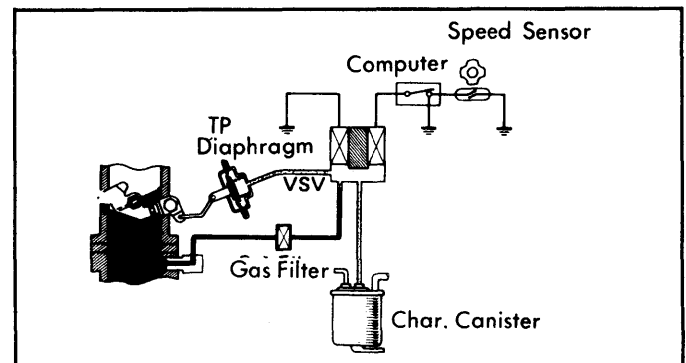 Speed Sensor
Computer
TP
Diaphragm
VSV
Gas Filter
Char. Canister